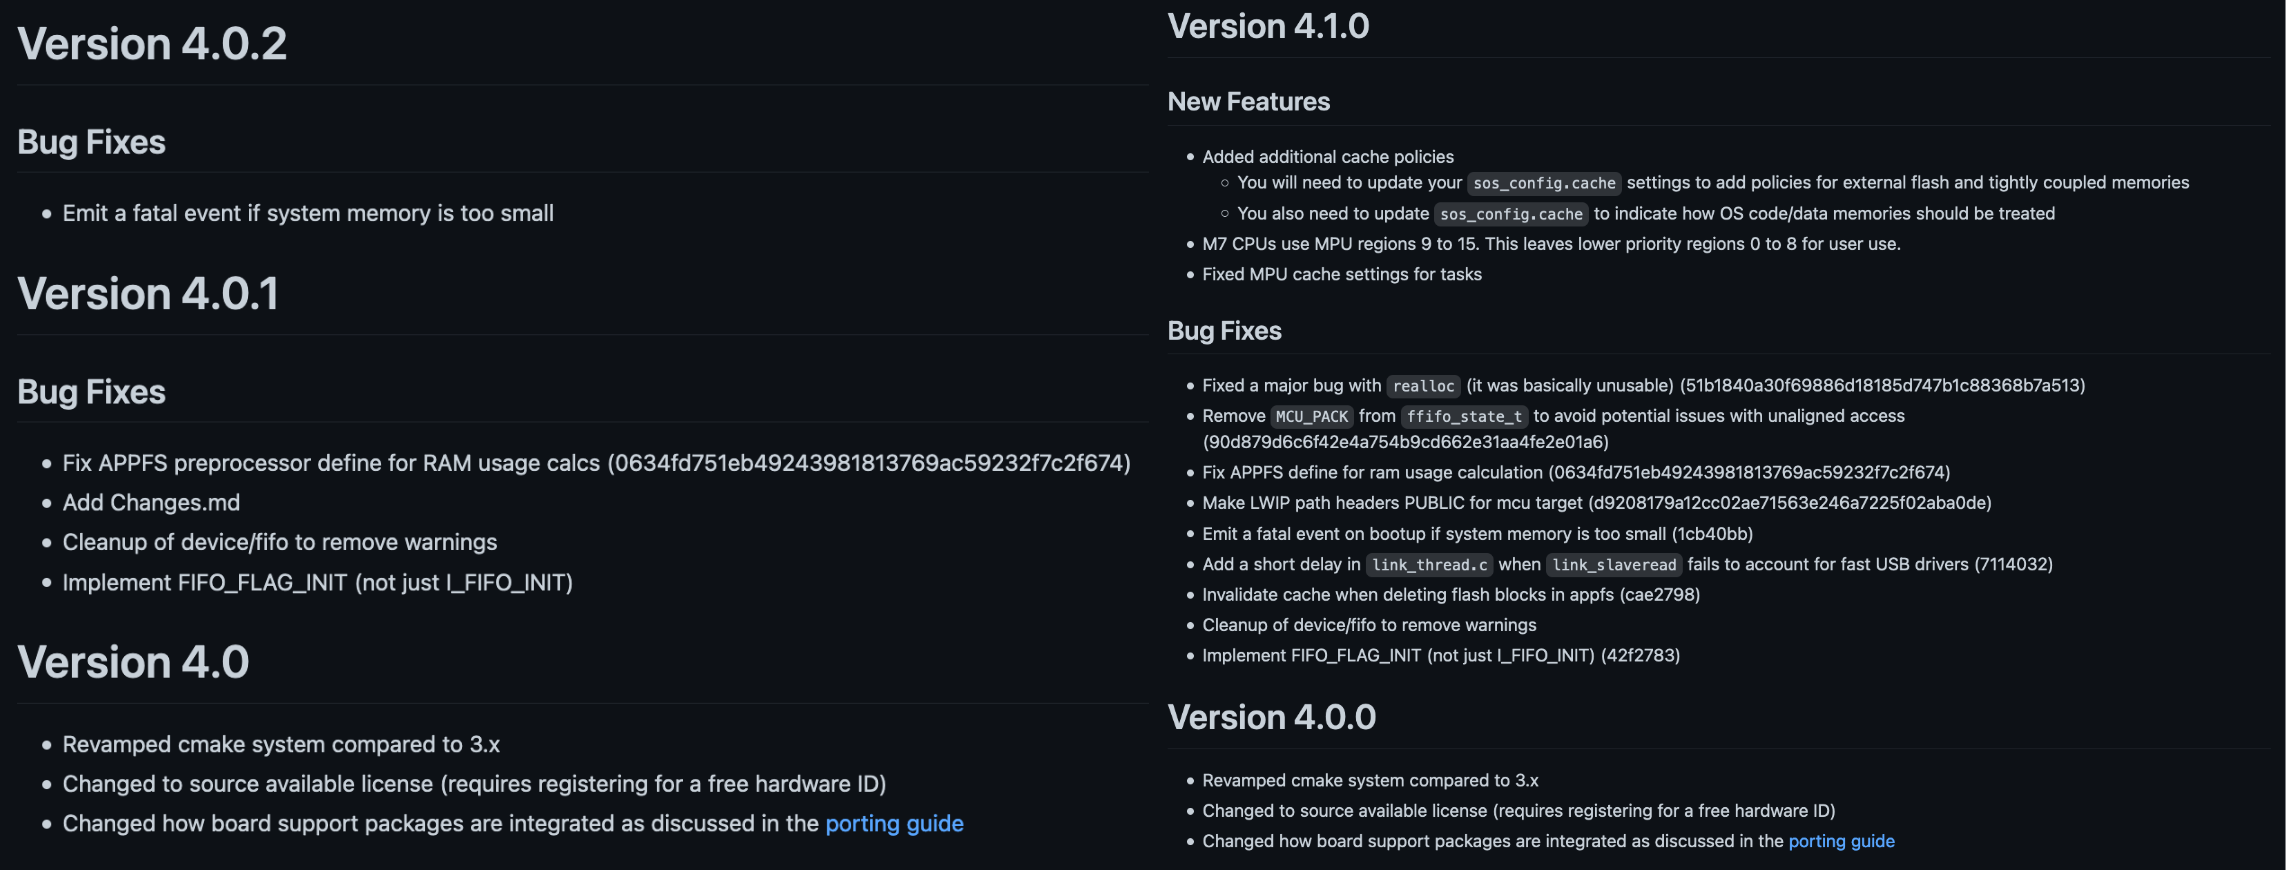 Version 4.0.2
Bug Fixes
Emit a fatal event if system memory is too small
Version 4.0.1
Bug Fixes
Fix APPFS preprocessor define for RAM usage calcs (0634fd751eb49243981813769ac59232f7c2f674)
Add Changes.md
Cleanup of device/fifo to remove warnings
Implement FIFO_FLAG_INIT (not just I_FIFO_INIT)
Version 4.0
Revamped cmake system compared to 3.x
Changed to source available license (requires registering for a free hardware ID)
Changed how board support packages are integrated as discussed in the porting guide
Version 4.1.0
New Features
Added additional cache policies
You will need to update your sos_config.cache settings to add policies for external flash and tightly coupled memories
You also need to update sos_config.cache to indicate how OS code/data memories should be treated
M7 CPUs use MPU regions 9 to 15. This leaves lower priority regions 0 to 8 for user use.
Fixed MPU cache settings for tasks
Bug Fixes
Fixed a major bug with realloc (it was basically unusable) (51b1840a30f69886d18185d747b1c88368b7a513)
Remove MCU_PACK from ffifo_state_t to avoid potential issues with unaligned access
(90d879d6c6f42e4a754b9cd662e31aa4fe2e01a6)
Fix APPFS define for ram usage calculation (0634fd751eb49243981813769ac59232f7c2f674)
Make LWIP path headers PUBLIC for mcu target (d9208179a12cc02ae71563e246a7225f02aba0de)
Emit a fatal event on bootup if system memory is too small (1cb40bb)
Add a short delay in link_thread.c when link_slaveread fails to account for fast USB drivers (7114032)
Invalidate cache when deleting flash blocks in appfs (cae2798)
Cleanup of device/fifo to remove warnings
Implement FIFO_FLAG_INIT (not just I_FIFO_INIT) (42f2783)
Version 4.0.0
Revamped cmake system compared to 3.x
Changed to source available license (requires registering for a free hardware ID)
Changed how board support packages are integrated as discussed in the porting guide